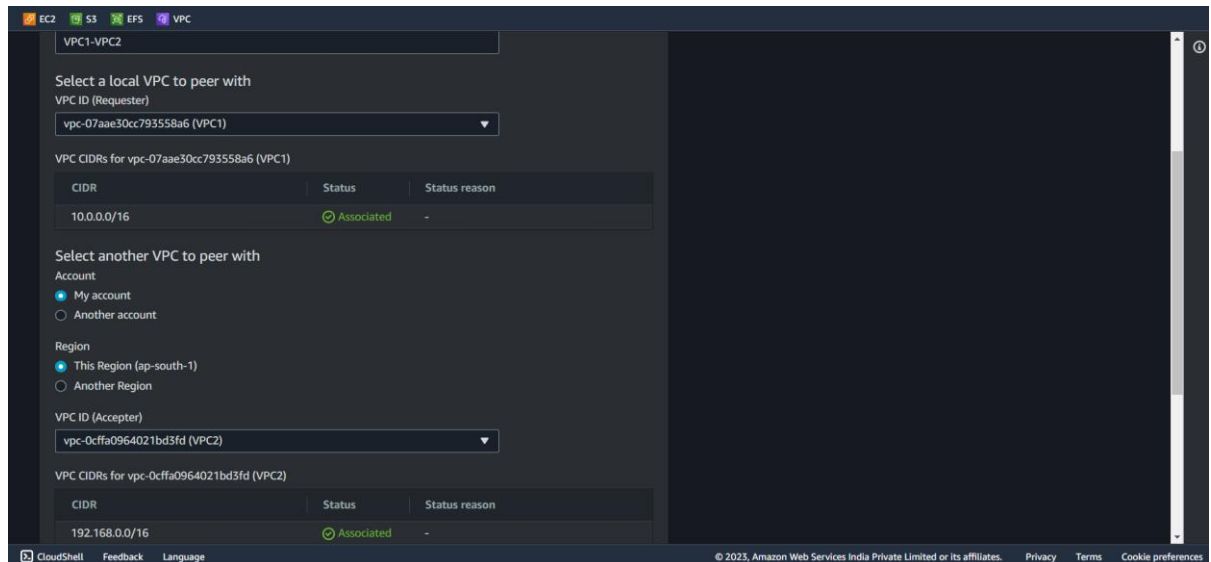 EC2 S3 EFS VPC
VPC1-VPC2
Select a local VPC to peer with
VPC ID (Requester)
vpc-07aae30cc793558a6 (VPC1)
VPC CIDRs for vpc-07aae30cc793558a6 (VPC1)
CIDR Status Status reason
10.0.0.0/16 Associated -
Select another VPC to peer with
Account
My account
Another account
Region
This Region (ap-south-1)
Another Region
VPC ID (Accepter)
vpc-0cffa0964021bd3fd (VPC2)
VPC CIDRs for vpc-0cffa0964021bd3fd (VPC2)
CIDR Status Status reason
192.168.0.0/16 Associated -
CloudShell Feedback Language © 2023, Amazon Web Services India Private Limited or its affiliates. Privacy Terms Cookie preferences